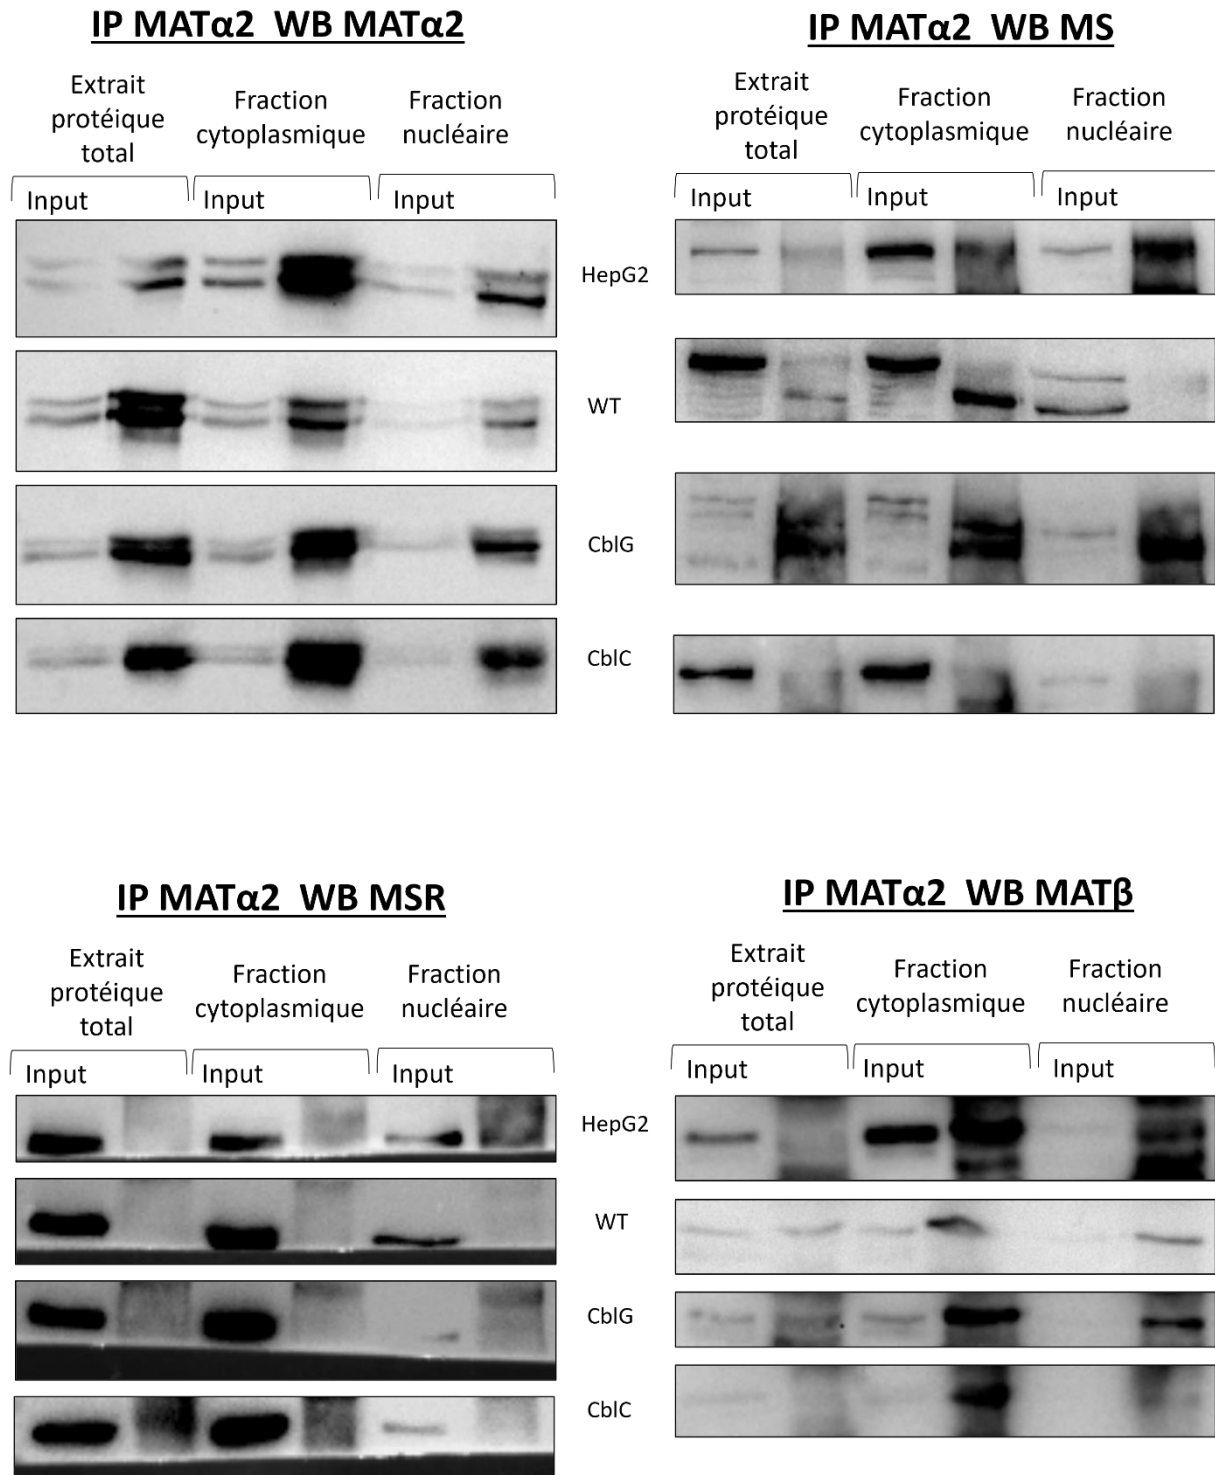 IP MATα2 WB MATα2
Extrait
protéique
total
Fraction
cytoplasmique
Fraction
nucléaire
Input
Input
Input
IP MATα2 WB MS
Extrait
protéique
total
Fraction
cytoplasmique
Fraction
nucléaire
Input
Input
Input
HepG2
WT
CblG
CblC
IP MATα2 WB MSR
Extrait
protéique
total
Fraction
cytoplasmique
Fraction
nucléaire
Input
Input
Input
IP MATα2 WB MATβ
Extrait
protéique
total
Fraction
cytoplasmique
Fraction
nucléaire
Input
Input
Input
HepG2
WT
CblG
CblC